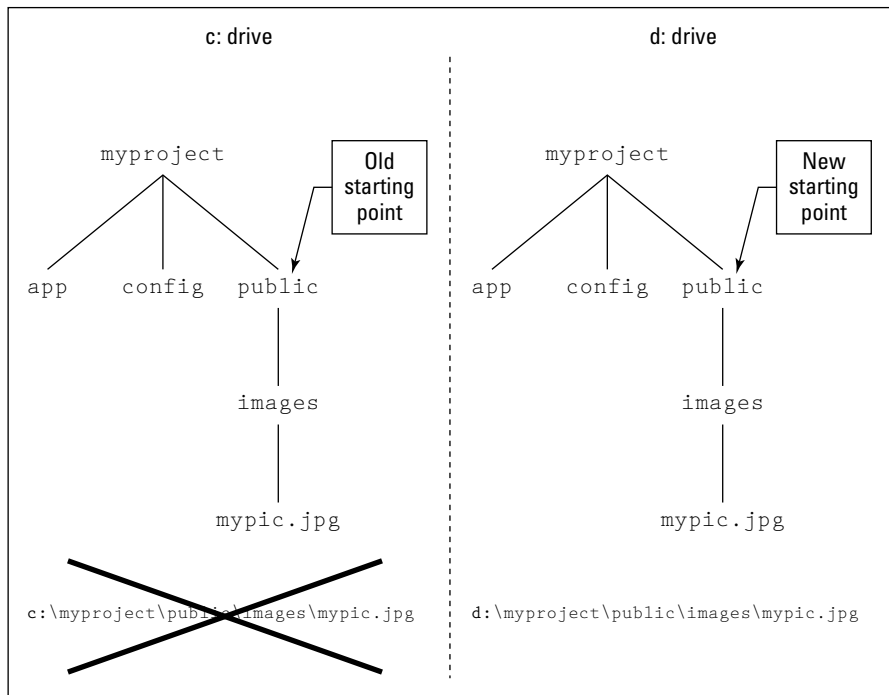 c: drive
myproject
Old
starting
point
app config public
images
mypic.jpg
c:\myproject\public\images\mypic.jpg
d: drive
myproject
New
starting
point
app config public
images
mypic.jpg
d:\myproject\public\images\mypic.jpg